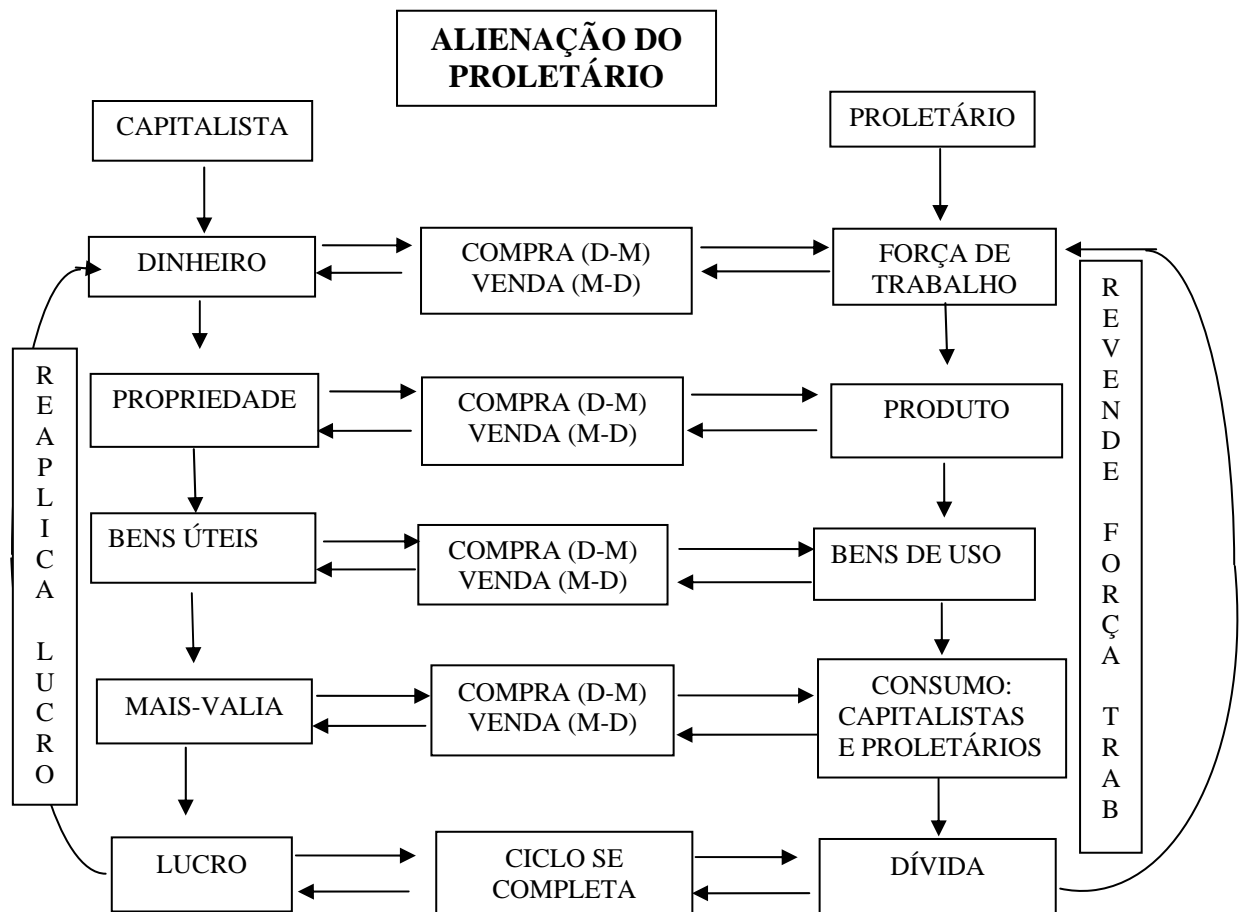 ALIENAÇÃO DO
PROLETÁRIO
CAPITALISTA
PROLETÁRIO
DINHEIRO
COMPRA (D-M)
VENDA (M-D)
FORÇA DE
TRABALHO
PROPRIEDADE
COMPRA (D-M)
VENDA (M-D)
PRODUTO
BENS ÚTEIS
COMPRA (D-M)
VENDA (M-D)
BENS DE USO
MAIS-VALIA
COMPRA (D-M)
VENDA (M-D)
CONSUMO:
CAPITALISTAS
E PROLETÁRIOS
LUCRO
CICLO SE
COMPLETA
DÍVIDA
REAPLICA LUCRO
REVENDE FORÇA TRAB